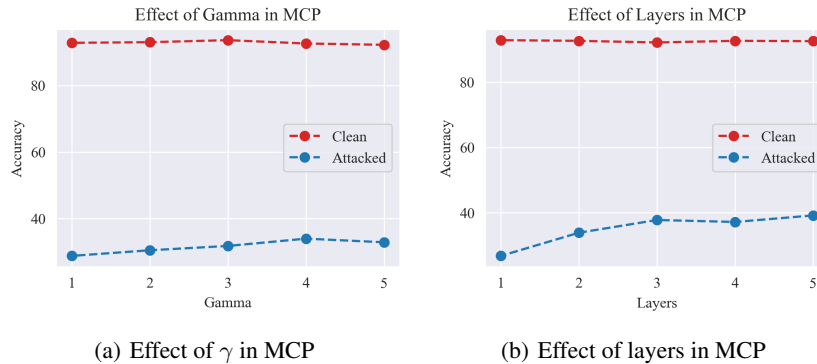 Effect of Gamma in MCP
Accuracy
80
60
40
Clean
Attacked
1 2 3 4 5
Gamma
(a) Effect of γ in MCP
Effect of Layers in MCP
Accuracy
80
60
40
Clean
Attacked
1 2 3 4 5
Layers
(b) Effect of layers in MCP